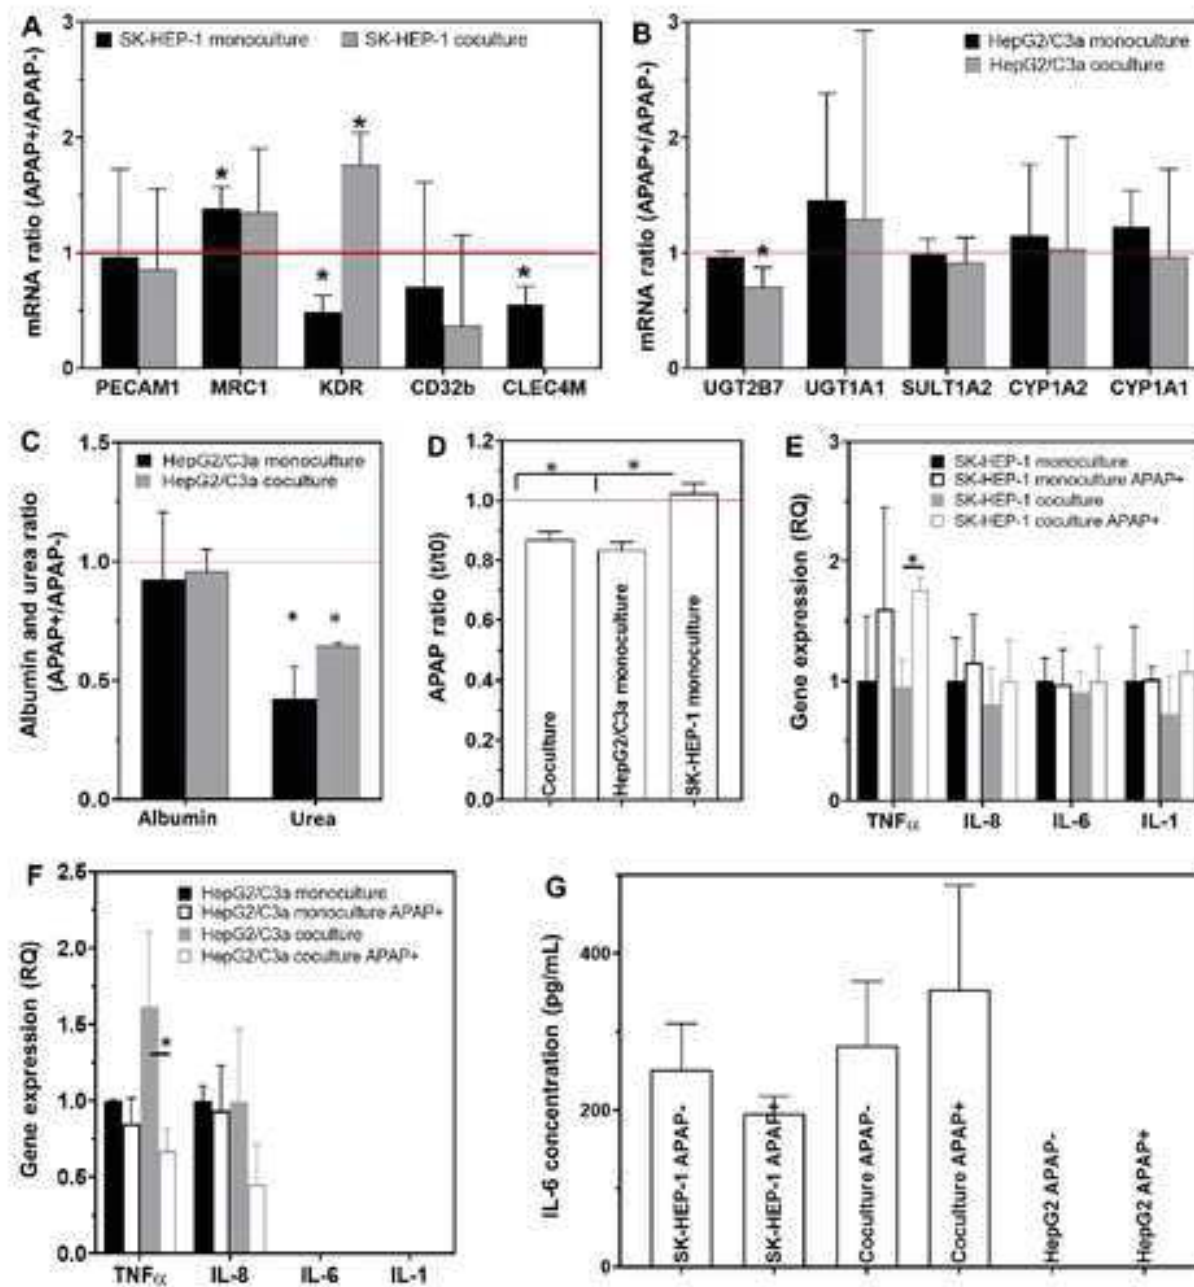 A
3
2
1
0
mRNA ratio (APAP+/APAP-)
SK-HEP-1 monoculture
SK-HEP-1 coculture
*
*
*
*
PECAM1 MRC1 KDR CD32b CLEC4M
B
3
2
1
0
mRNA ratio (APAP+/APAP-)
HepG2/C3a monoculture
HepG2/C3a coculture
*
UGT2B7 UGT1A1 SULT1A2 CYP1A2 CYP1A1
C
1.5
1.0
0.5
0.0
Albumin and urea ratio
(APAP+/APAP-)
HepG2/C3a monoculture
HepG2/C3a coculture
* *
Albumin Urea
D
1.2
1.0
0.8
0.6
0.4
0.2
0.0
APAP ratio (t/t0)
* *
Coculture
HepG2/C3a monoculture
SK-HEP-1 monoculture
E
3
2
1
0
Gene expression (RQ)
SK-HEP-1 monoculture
SK-HEP-1 monoculture APAP+
SK-HEP-1 coculture
SK-HEP-1 coculture APAP+
*
TNFα IL-8 IL-6 IL-1
F
2.5
2.0
1.5
1.0
0.5
0.0
Gene expression (RQ)
HepG2/C3a monoculture
HepG2/C3a monoculture APAP+
HepG2/C3a coculture
HepG2/C3a coculture APAP+
*
TNFα IL-8 IL-6 IL-1
G
400
200
0
IL-6 concentration (pg/mL)
SK-HEP-1 APAP-
SK-HEP-1 APAP+
Coculture APAP-
Coculture APAP+
HepG2 APAP-
HepG2 APAP+